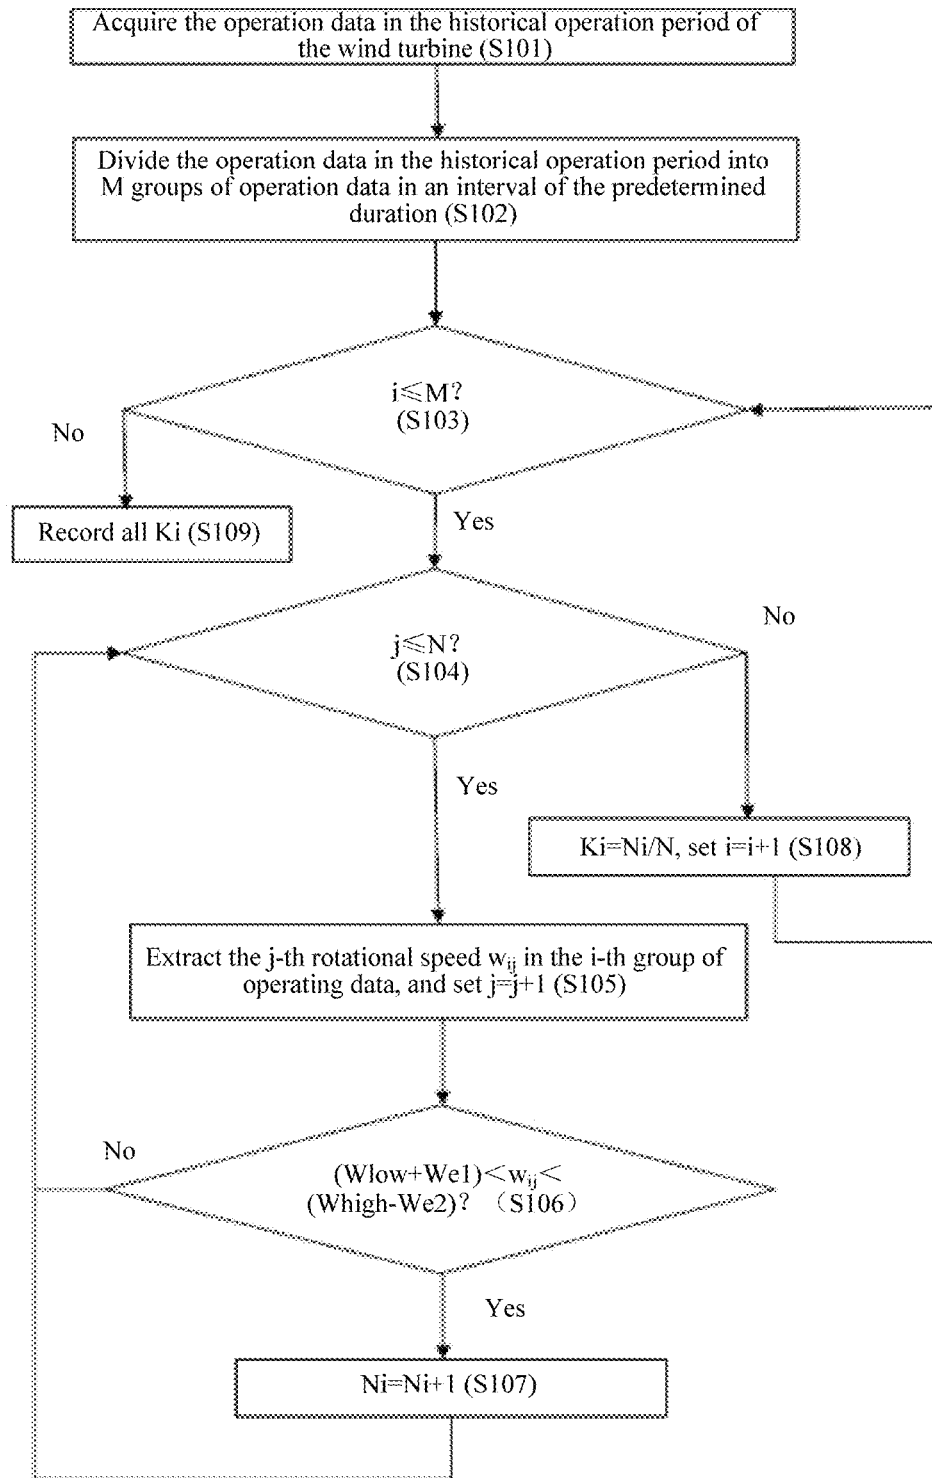 Acquire the operation data in the historical operation period of
the wind turbine (S101)
Divide the operation data in the historical operation period into
M groups of operation data in an interval of the predetermined
duration (S102)
i≤M?
(S103)
No
Record all Ki (S109)
Yes
j≤N?
(S104)
No
Yes
Ki=Ni/N, set i=i+1 (S108)
Extract the j-th rotational speed wij in the i-th group of
operating data, and set j=j+1 (S105)
No
(Wlow+We1)<wij<
(Whigh-We2)? (S106)
Yes
Ni=Ni+1 (S107)